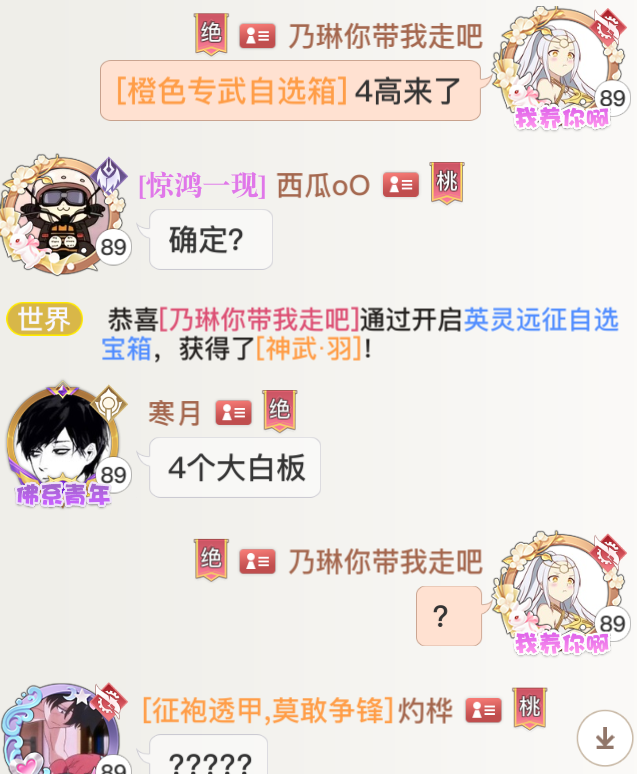 绝 乃琳你带我走吧
[橙色专武自选箱]4高来了
89
我养你啊
[惊鸿一现]西瓜oO 桃
确定?
89
世界 恭喜[乃琳你带我走吧]通过开启英灵远征自选
宝箱，获得了[神武·羽]!
寒月 绝
4个大白板
89
佛系青年
绝 乃琳你带我走吧
?
89
我养你啊
[征袍透甲,莫敢争锋]灼桦 桃
?????
89